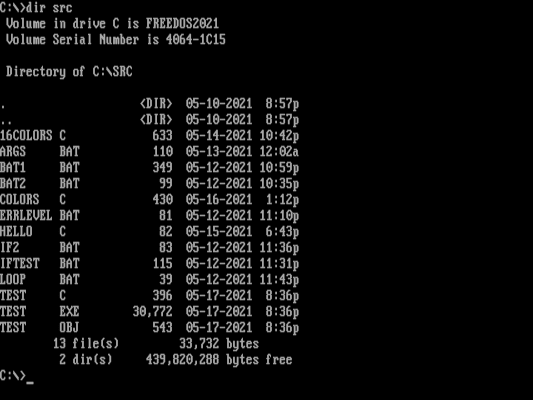 C:\>dir src
 Volume in drive C is FREEDOS2021
 Volume Serial Number is 4064-1C15

 Directory of C:\SRC

.                    <DIR>  05-10-2021  8:57p
..                   <DIR>  05-10-2021  8:57p
16COLORS C             633  05-14-2021 10:42p
ARGS     BAT           110  05-13-2021 12:02a
BAT1     BAT           349  05-12-2021 10:59p
BAT2     BAT            99  05-12-2021 10:35p
COLORS   C             430  05-16-2021  1:12p
ERRLEVEL BAT            81  05-12-2021 11:10p
HELLO    C              82  05-15-2021  6:43p
IF2      BAT            83  05-12-2021 11:36p
IFTEST   BAT           115  05-12-2021 11:31p
LOOP     BAT            39  05-12-2021 11:43p
TEST     C             396  05-17-2021  8:36p
TEST     EXE        30,772  05-17-2021  8:36p
TEST     OBJ           543  05-17-2021  8:36p
        13 file(s)         33,732 bytes
         2 dir(s)    439,820,288 bytes free
C:\>_